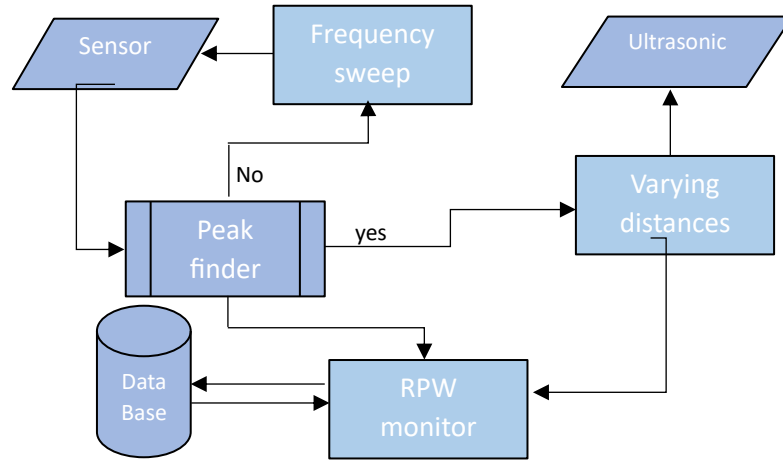 Sensor
Frequency
sweep
Ultrasonic
No
Varying
distances
Peak
finder
yes
Data
Base
RPW
monitor